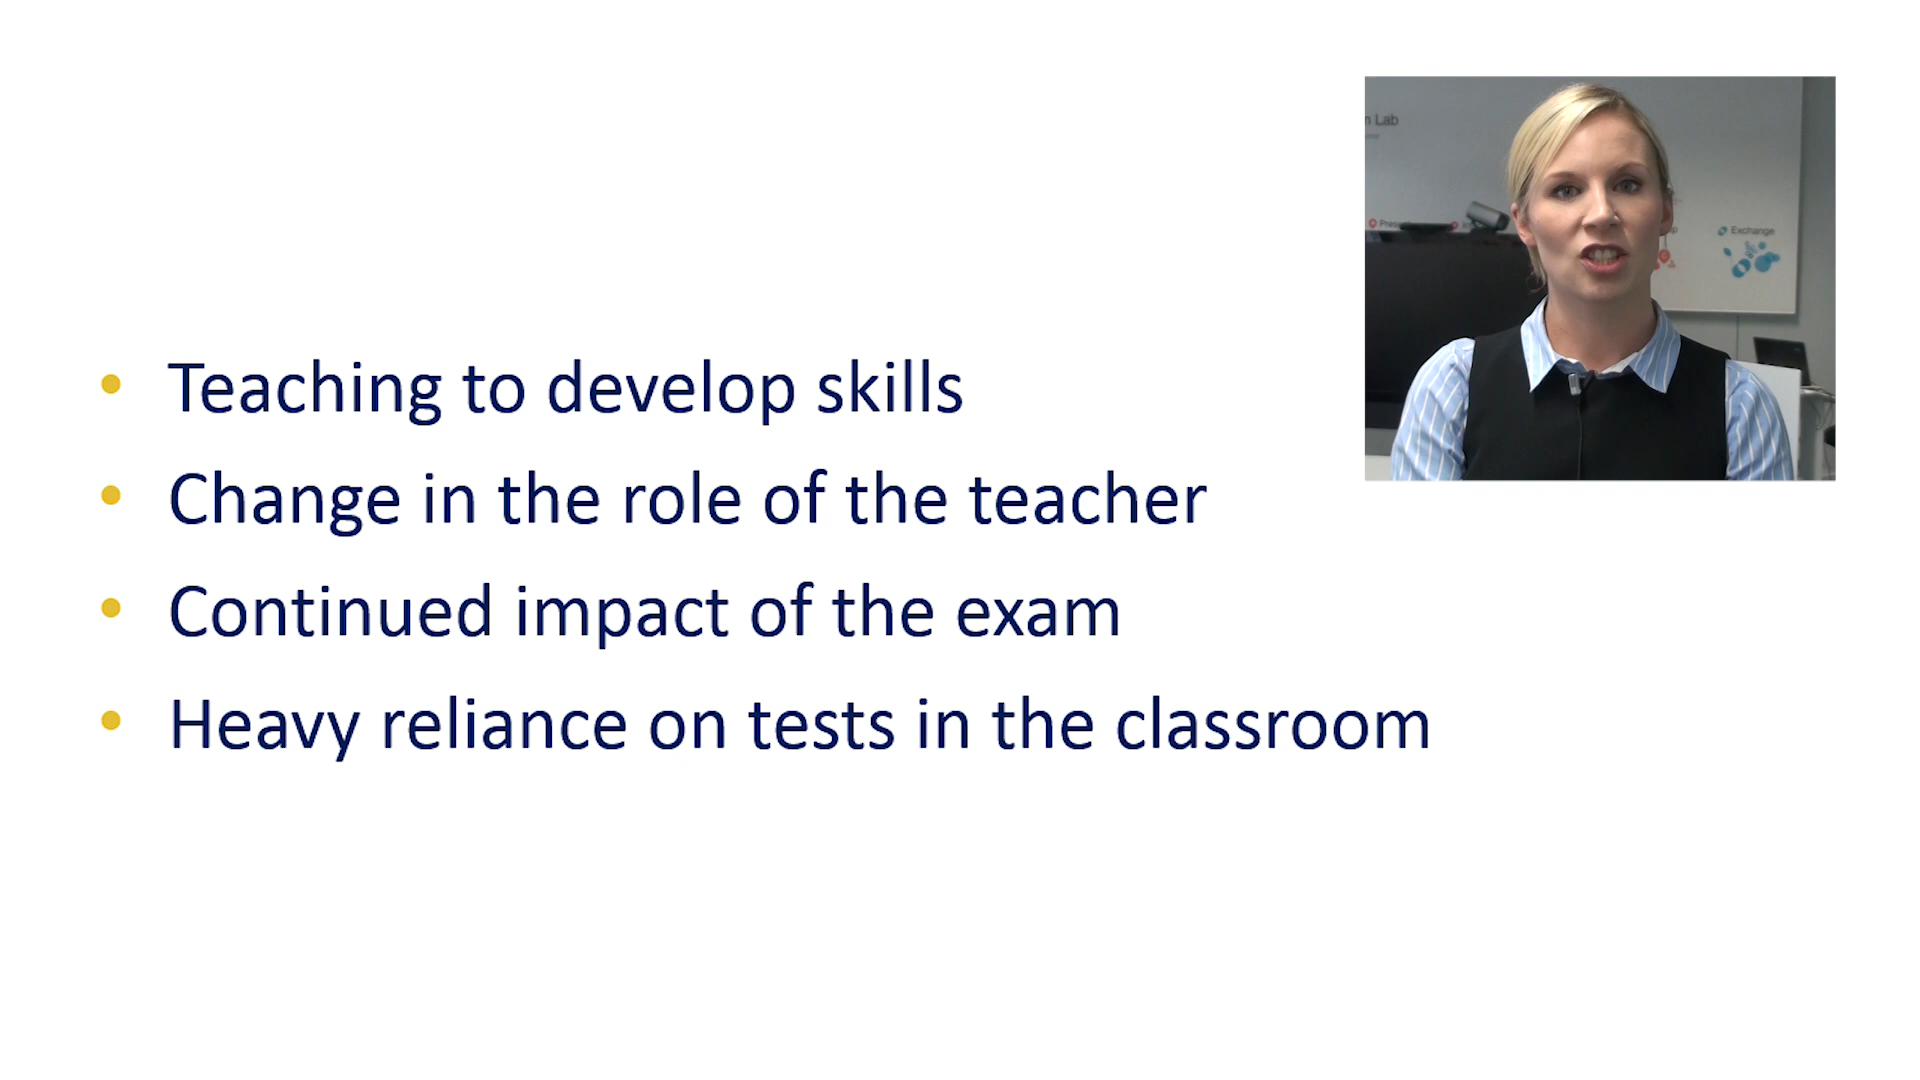 • Teaching to develop skills
• Change in the role of the teacher
• Continued impact of the exam
• Heavy reliance on tests in the classroom
n Lab
Exchange